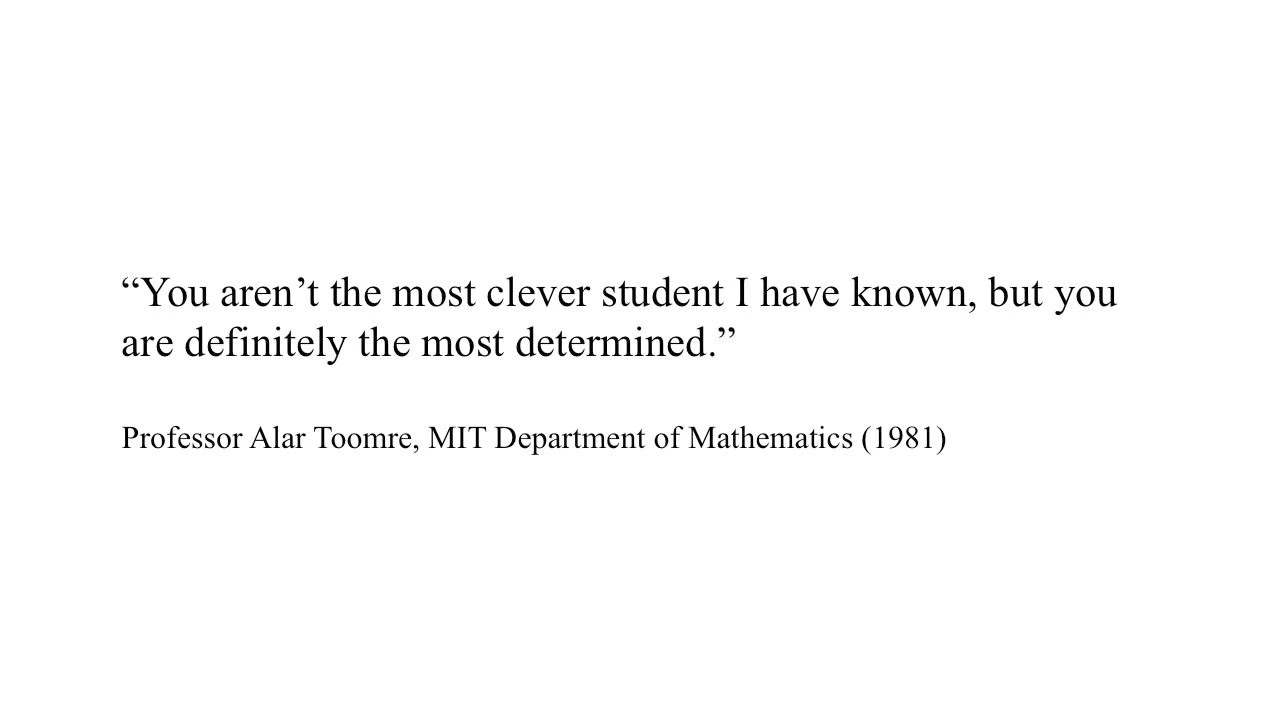 “You aren’t the most clever student I have known, but you
are definitely the most determined.”
Professor Alar Toomre, MIT Department of Mathematics (1981)